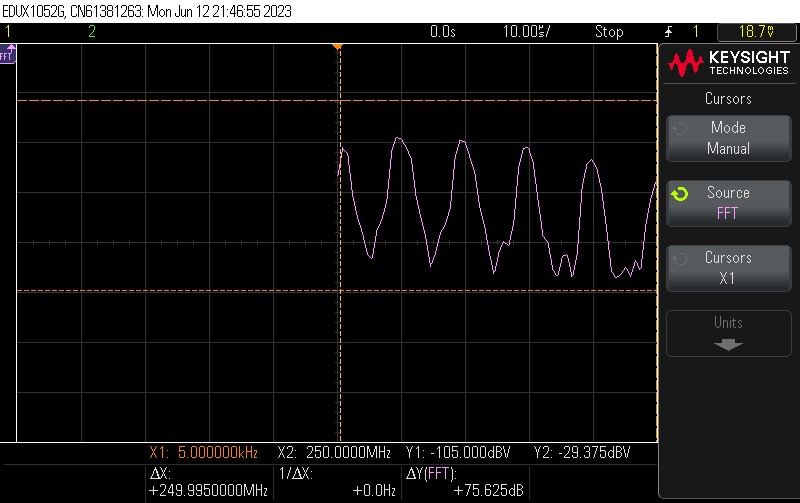 EDUX1052G, CN61381263: Mon Jun 12 21:46:55 2023
1 2 0.0s 10.00s/ Stop 1 18.7V
FFT
KEYSIGHT
TECHNOLOGIES
Cursors
Mode
Manual
Source
FFT
Cursors
X1
Units
X1: 5.000000kHz X2: 250.0000MHz Y1: -105.000dBV Y2: -29.375dBV
ΔX: 1/ΔX: ΔY(FFT):
+249.9950000MHz +0.0Hz +75.625dB